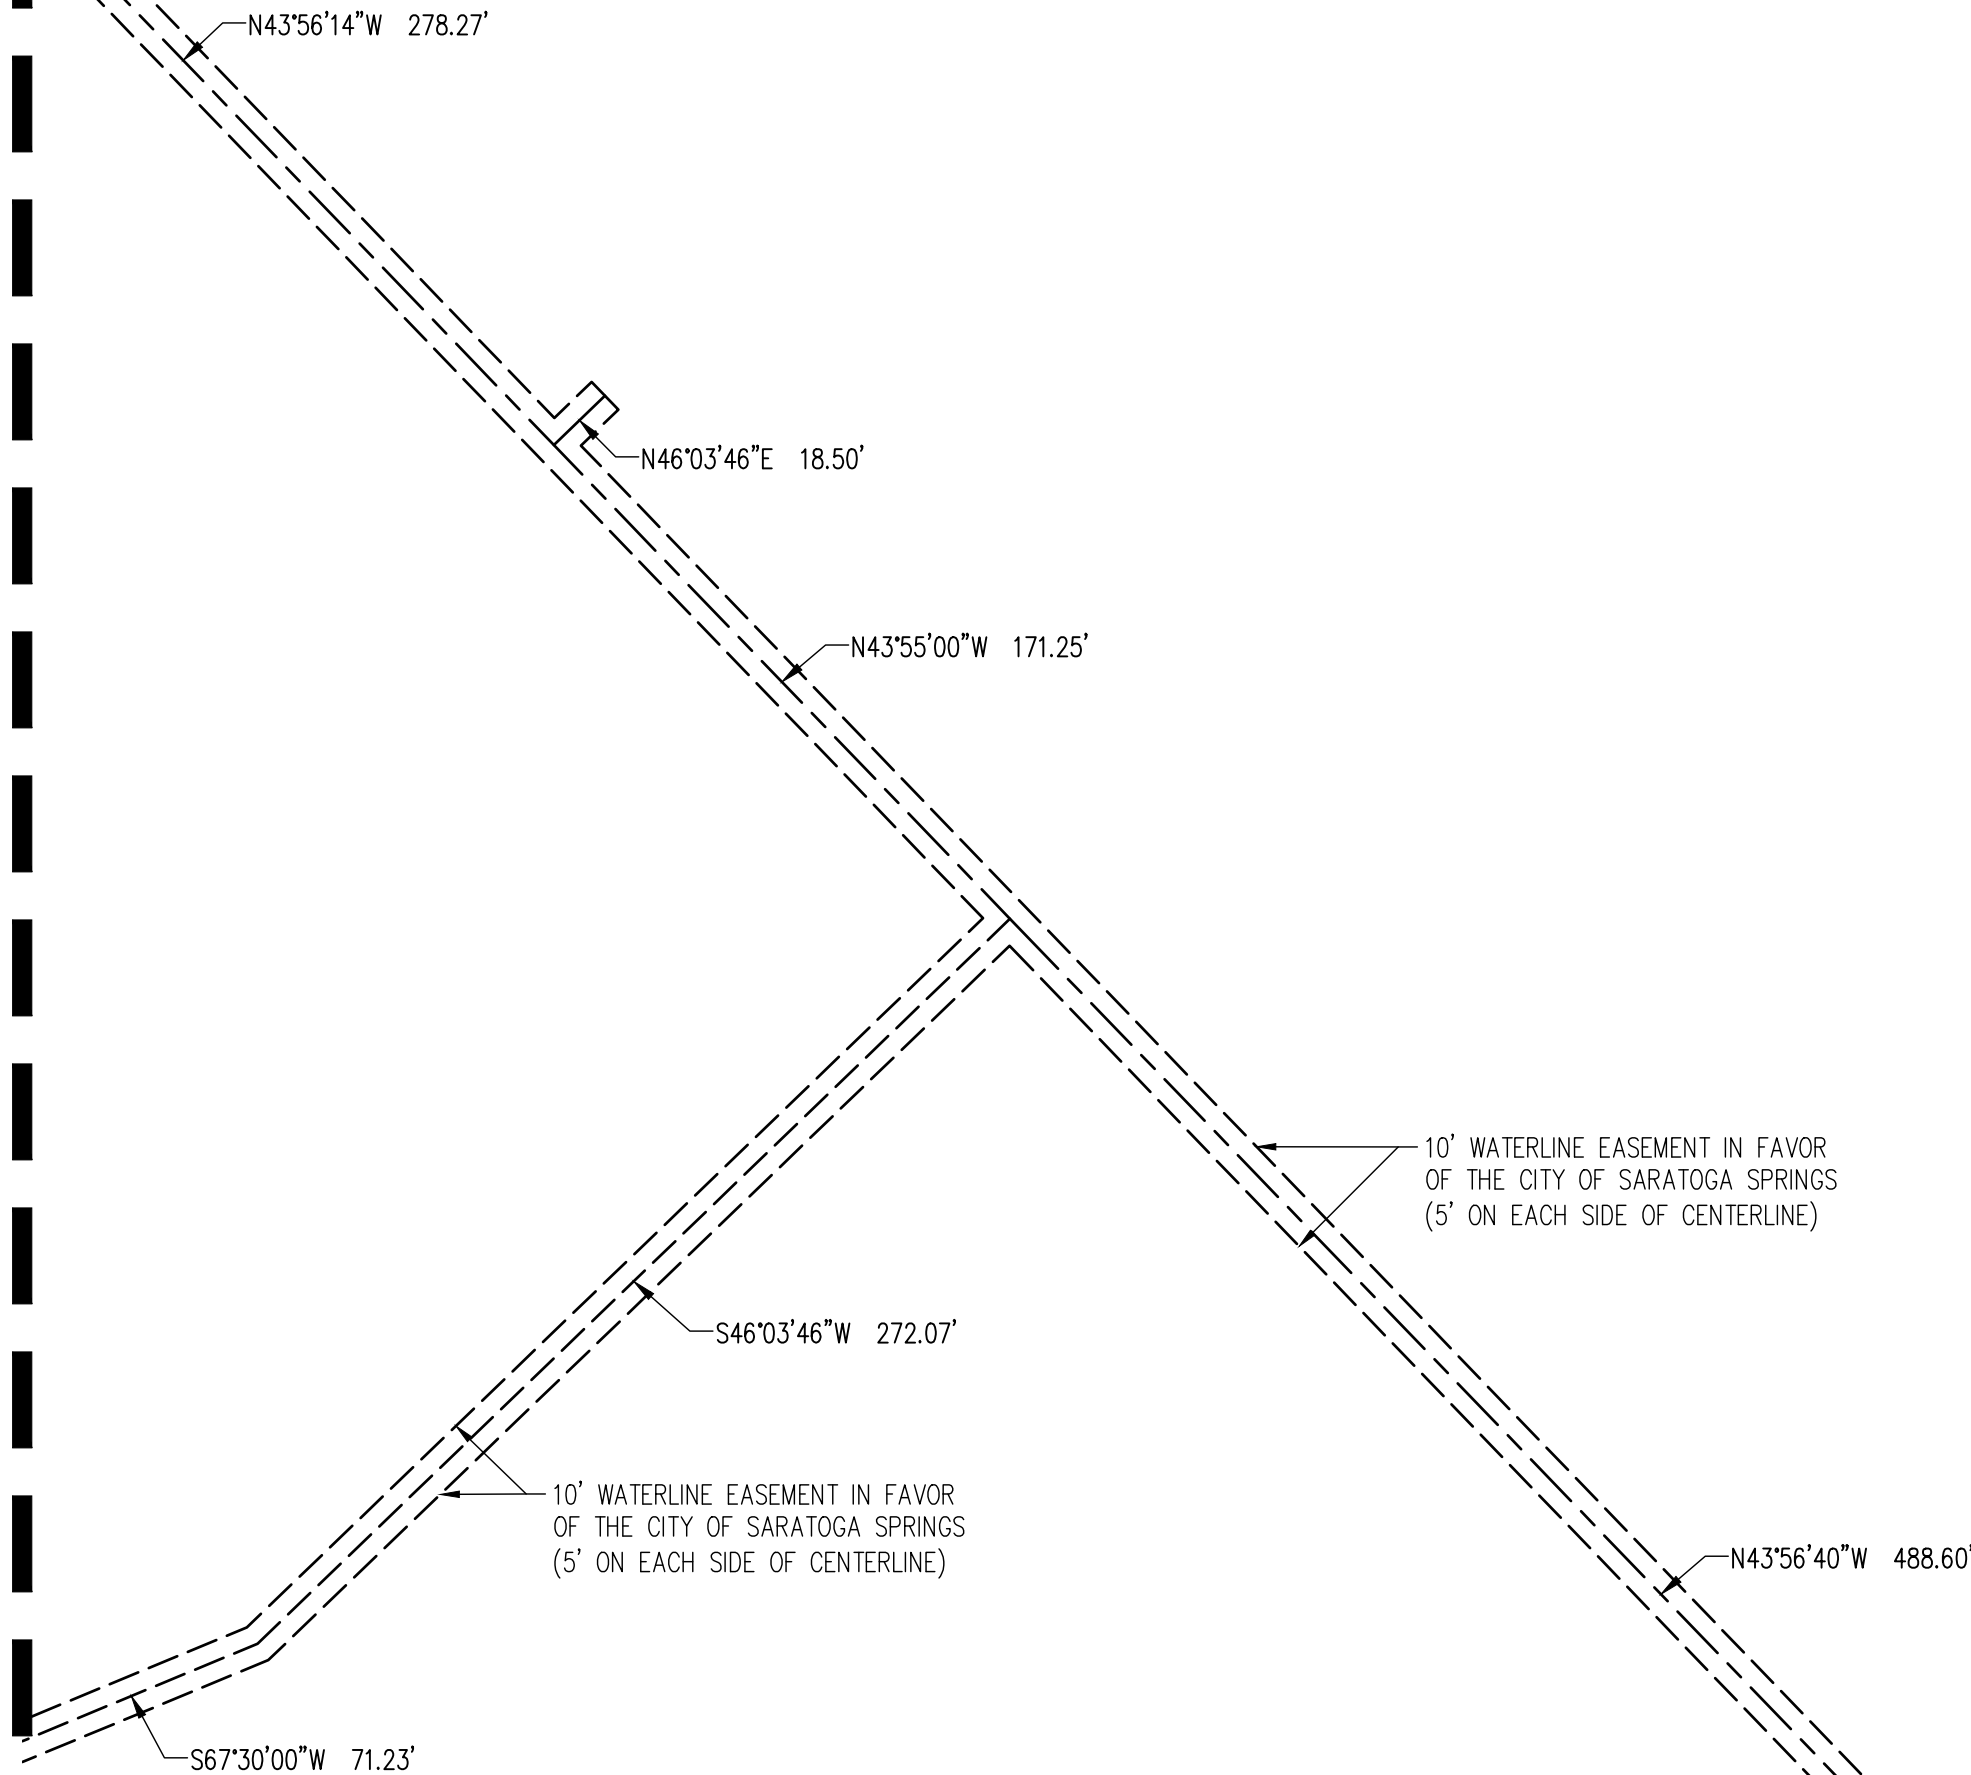 N43°56'14"W 278.27'
N46°03'46"E 18.50'
N43°55'00"W 171.25'
10' WATERLINE EASEMENT IN FAVOR
OF THE CITY OF SARATOGA SPRINGS
(5' ON EACH SIDE OF CENTERLINE)
S46°03'46"W 272.07'
10' WATERLINE EASEMENT IN FAVOR
OF THE CITY OF SARATOGA SPRINGS
(5' ON EACH SIDE OF CENTERLINE)
N43°56'40"W 488.60'
S67°30'00"W 71.23'